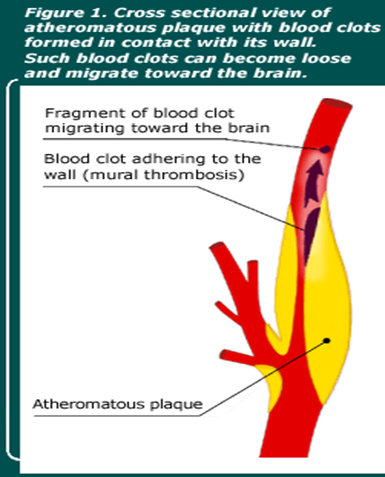 Figure 1. Cross sectional view of
atheromatous plaque with blood clots
formed in contact with its wall.
Such blood clots can become loose
and migrate toward the brain.
Fragment of blood clot
migrating toward the brain
Blood clot adhering to the
wall (mural thrombosis)
Atheromatous plaque